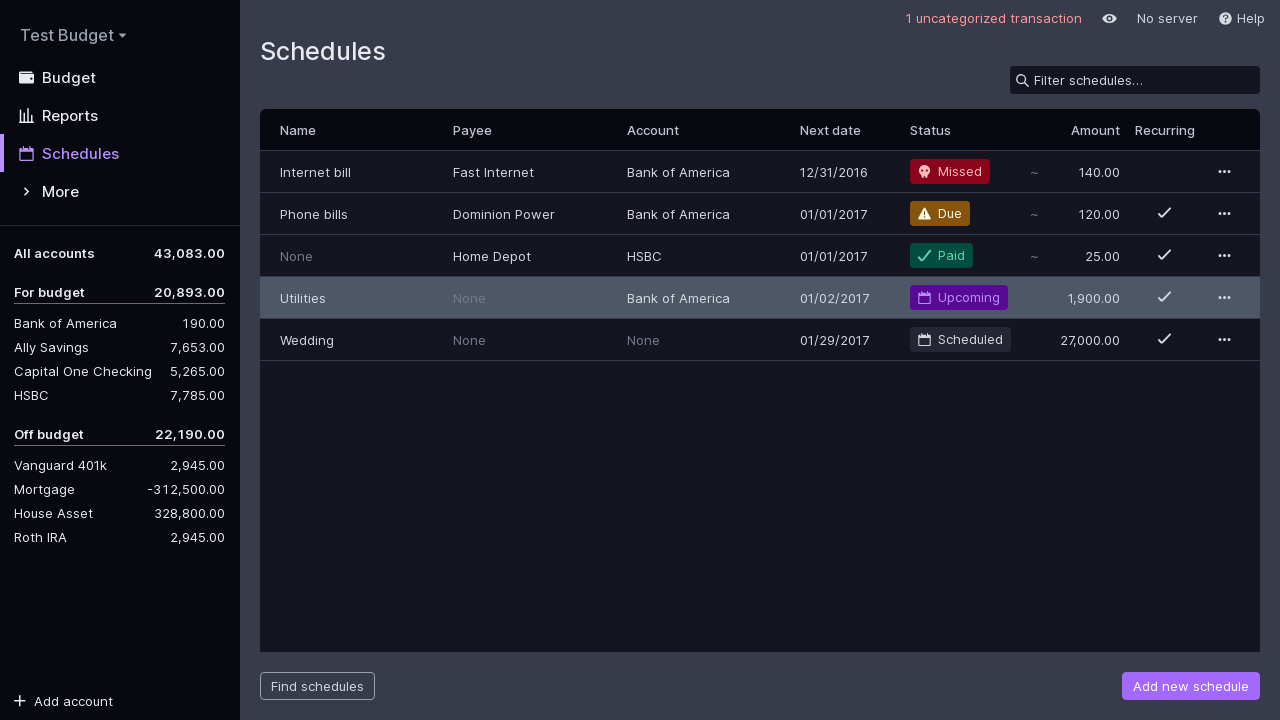 1 uncategorized transaction No server Help
Test Budget
Schedules
Budget
Filter schedules…
Reports
Schedules
More
Name Payee Account Next date Status Amount Recurring
Internet bill Fast Internet Bank of America 12/31/2016 Missed ~ 140.00
Phone bills Dominion Power Bank of America 01/01/2017 Due ~ 120.00
None Home Depot HSBC 01/01/2017 Paid ~ 25.00
Utilities None Bank of America 01/02/2017 Upcoming 1,900.00
Wedding None None 01/29/2017 Scheduled 27,000.00
All accounts 43,083.00
For budget 20,893.00
Bank of America 190.00
Ally Savings 7,653.00
Capital One Checking 5,265.00
HSBC 7,785.00
Off budget 22,190.00
Vanguard 401k 2,945.00
Mortgage -312,500.00
House Asset 328,800.00
Roth IRA 2,945.00
Add account
Find schedules
Add new schedule